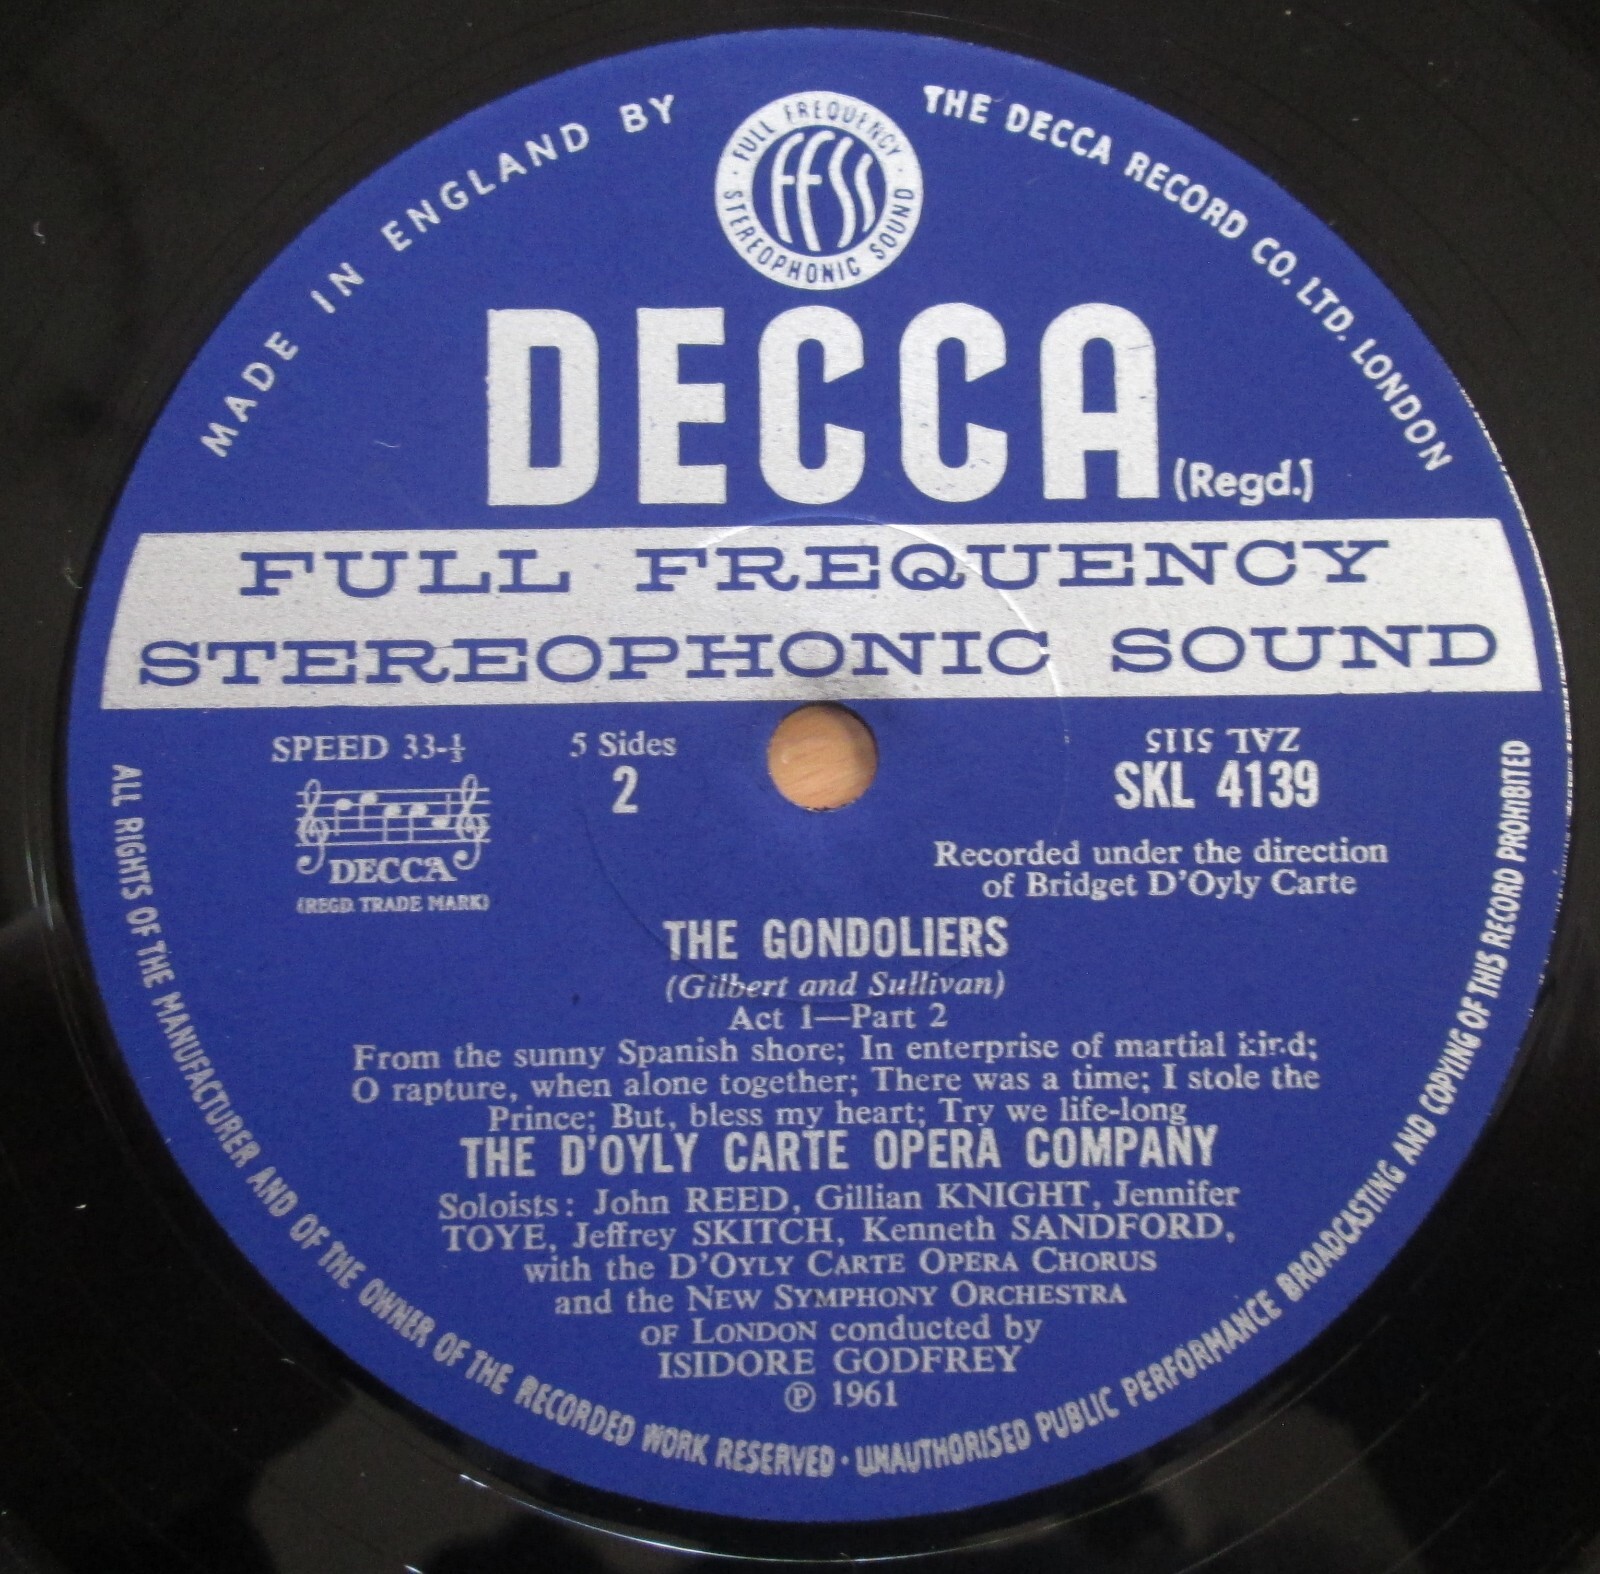 MADE IN ENGLAND BY
THE DECCA RECORD CO. LTD. LONDON
FULL FREQUENCY
ffss
STEREOPHONIC SOUND
DECCA (Regd.)
FULL FREQUENCY
STEREOPHONIC SOUND
SPEED 33-⅓
5 Sides
2
ZAL 5115
SKL 4139
DECCA
(REGD. TRADE MARK)
Recorded under the direction
of Bridget D'Oyly Carte
THE GONDOLIERS
(Gilbert and Sullivan)
Act 1—Part 2
From the sunny Spanish shore; In enterprise of martial kind;
O rapture, when alone together; There was a time; I stole the
Prince; But, bless my heart; Try we life-long
THE D'OYLY CARTE OPERA COMPANY
Soloists: John REED, Gillian KNIGHT, Jennifer
TOYE, Jeffrey SKITCH, Kenneth SANDFORD,
with the D'OYLY CARTE OPERA CHORUS
and the NEW SYMPHONY ORCHESTRA
OF LONDON conducted by
ISIDORE GODFREY
℗ 1961
ALL RIGHTS OF THE MANUFACTURER AND OF THE OWNER OF THE RECORDED WORK RESERVED · UNAUTHORISED PUBLIC PERFORMANCE BROADCASTING AND COPYING OF THIS RECORD PROHIBITED